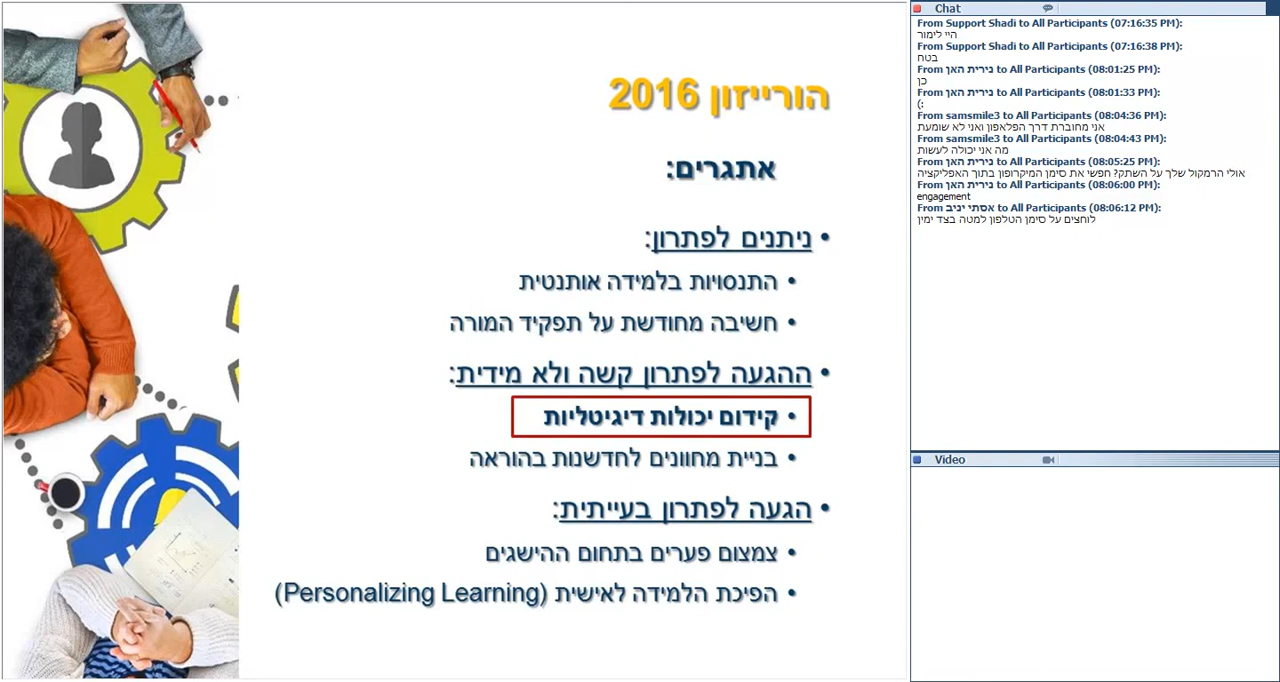 הורייזון 2016
אתגרים:
• ניתנים לפתרון:
• התנסויות בלמידה אותנטית
• חשיבה מחודשת על תפקיד המורה
• ההגעה לפתרון קשה ולא מידית:
• קידום יכולות דיגיטליות
• בניית מחוונים לחדשנות בהוראה
• הגעה לפתרון בעייתית:
• צמצום פערים בתחום ההישגים
• הפיכת הלמידה לאישית (Personalizing Learning)
Chat
From Support Shadi to All Participants (07:16:35 PM):
היי לימור
From Support Shadi to All Participants (07:16:38 PM):
בטח
From נירית האן to All Participants (08:01:25 PM):
כן
From נירית האן to All Participants (08:01:33 PM):
:)
From samsmile3 to All Participants (08:04:36 PM):
אני מחוברת דרך הפלאפון ואני לא שומעת
From samsmile3 to All Participants (08:04:43 PM):
מה אני יכולה לעשות
From נירית האן to All Participants (08:05:25 PM):
אולי הרמקול שלך על השתק? חפשי את סימן המיקרופון בתוך האפליקציה
From נירית האן to All Participants (08:06:00 PM):
engagement
From אסתי יניב to All Participants (08:06:12 PM):
לוחצים על סימן הטלפון למטה בצד ימין
Video